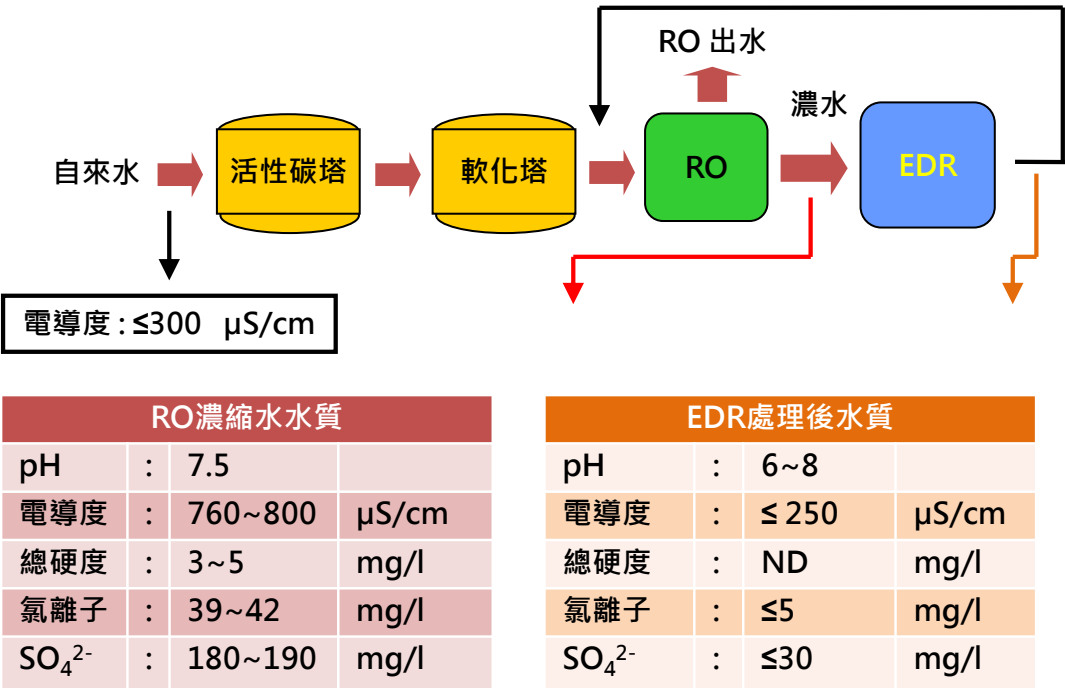 RO 出水
濃水
自來水
活性碳塔
軟化塔
RO
EDR
電導度 : ≤300 μS/cm
RO濃縮水水質
pH : 7.5
電導度 : 760~800 μS/cm
總硬度 : 3~5 mg/l
氯離子 : 39~42 mg/l
SO₄²⁻ : 180~190 mg/l
EDR處理後水質
pH : 6~8
電導度 : ≤ 250 μS/cm
總硬度 : ND mg/l
氯離子 : ≤5 mg/l
SO₄²⁻ : ≤30 mg/l